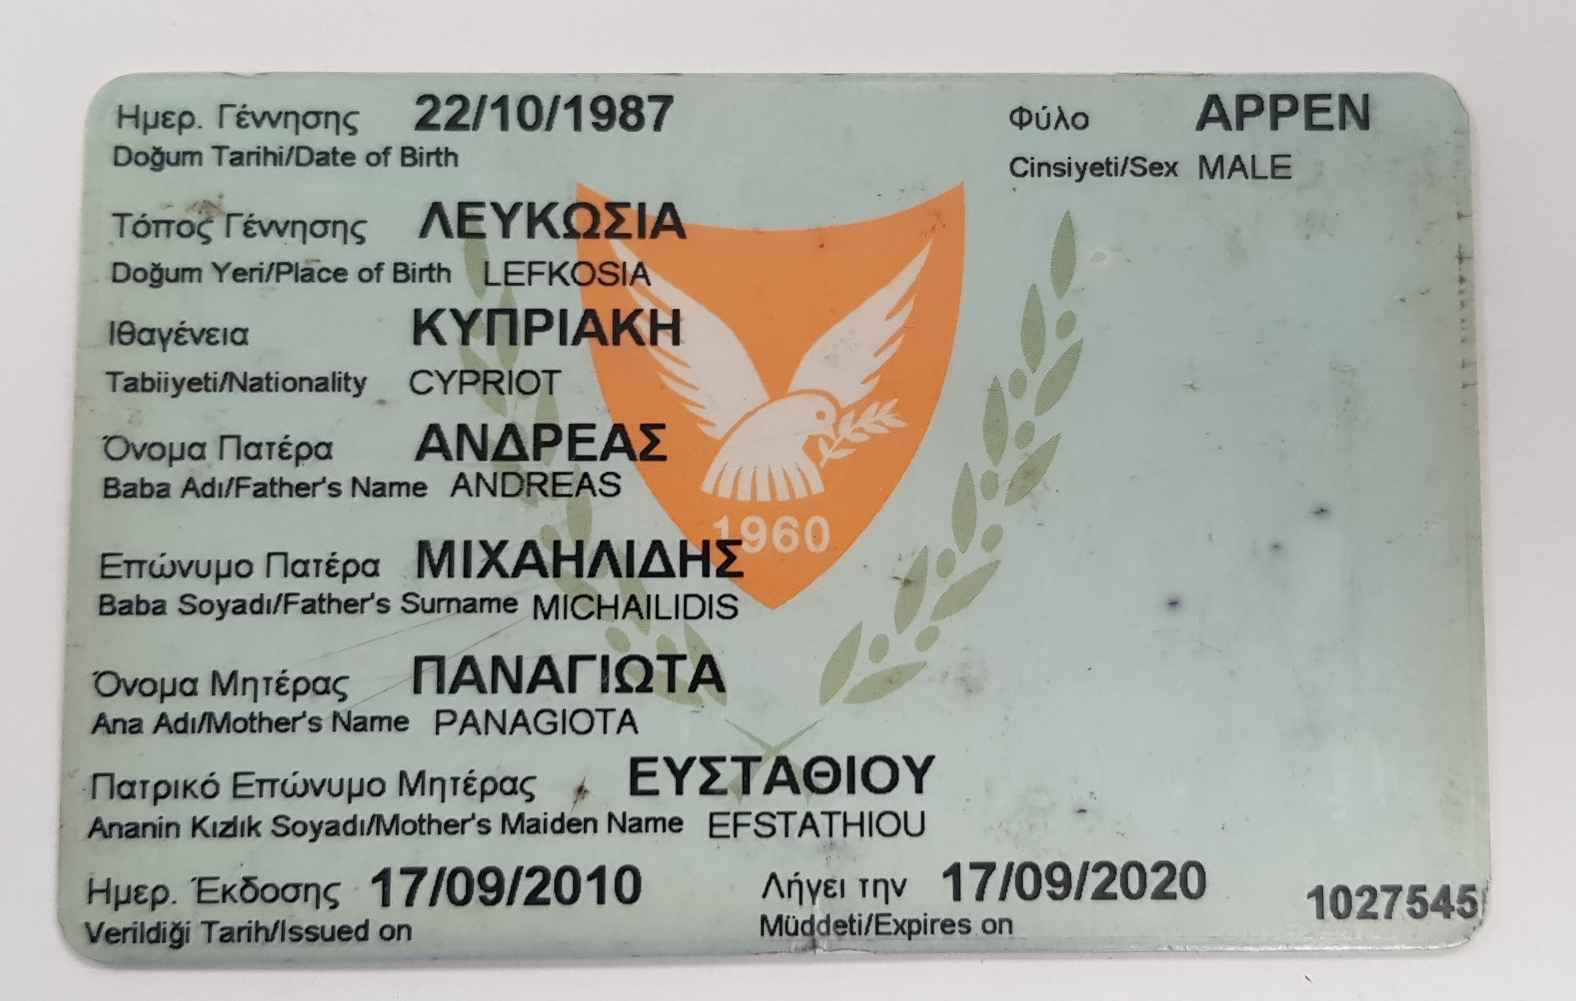 Ημερ. Γέννησης 22/10/1987 Φύλο ΑΡΡΕΝ
Doğum Tarihi/Date of Birth Cinsiyeti/Sex MALE
Τόπος Γέννησης ΛΕΥΚΩΣΙΑ
Doğum Yeri/Place of Birth LEFKOSIA
Ιθαγένεια ΚΥΠΡΙΑΚΗ
Tabiiyeti/Nationality CYPRIOT
Όνομα Πατέρα ΑΝΔΡΕΑΣ
Baba Adı/Father's Name ANDREAS
1960
Επώνυμο Πατέρα ΜΙΧΑΗΛΙΔΗΣ
Baba Soyadı/Father's Surname MICHAILIDIS
Όνομα Μητέρας ΠΑΝΑΓΙΩΤΑ
Ana Adı/Mother's Name PANAGIOTA
Πατρικό Επώνυμο Μητέρας ΕΥΣΤΑΘΙΟΥ
Ananin Kızlık Soyadı/Mother's Maiden Name EFSTATHIOU
Ημερ. Έκδοσης 17/09/2010 Λήγει την 17/09/2020 1027545
Verildiği Tarih/Issued on Müddeti/Expires on